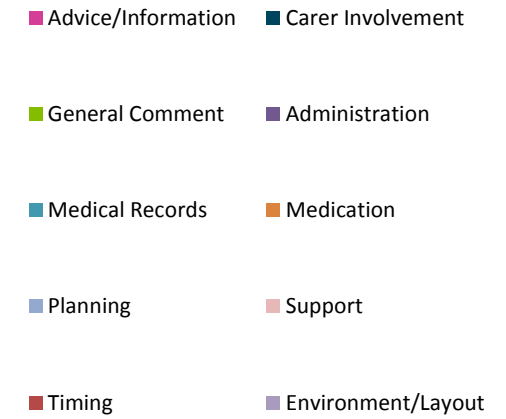 Advice/Information Carer Involvement
General Comment Administration
Medical Records Medication
Planning Support
Timing Environment/Layout